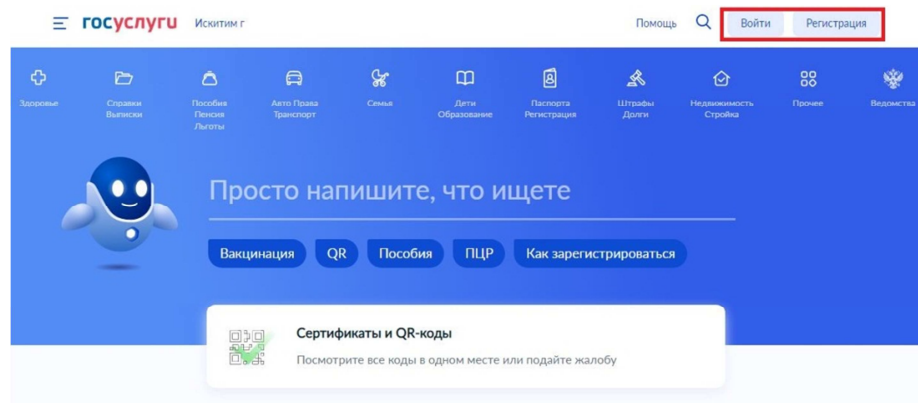 госуслуги Искитим г Помощь Войти Регистрация
Здоровье
Справки
Выписки
Пособия
Пенсия
Льготы
Авто Права
Транспорт
Семья
Дети
Образование
Паспорта
Регистрация
Штрафы
Долги
Недвижимость
Стройка
Прочее
Ведомства
Просто напишите, что ищете
Вакцинация QR Пособия ПЦР Как зарегистрироваться
Сертификаты и QR-коды
Посмотрите все коды в одном месте или подайте жалобу